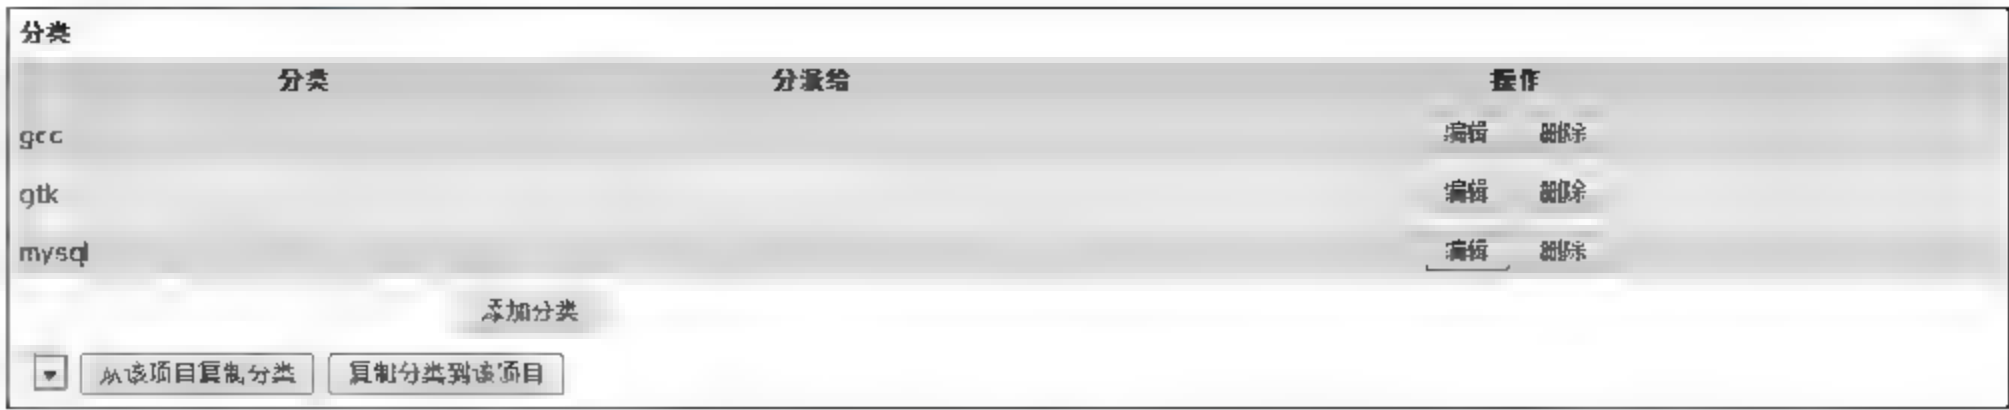 分类
分类 分派给 操作
gcc 编辑 删除
gtk 编辑 删除
mysql 编辑 删除
添加分类
从该项目复制分类 复制分类到该项目